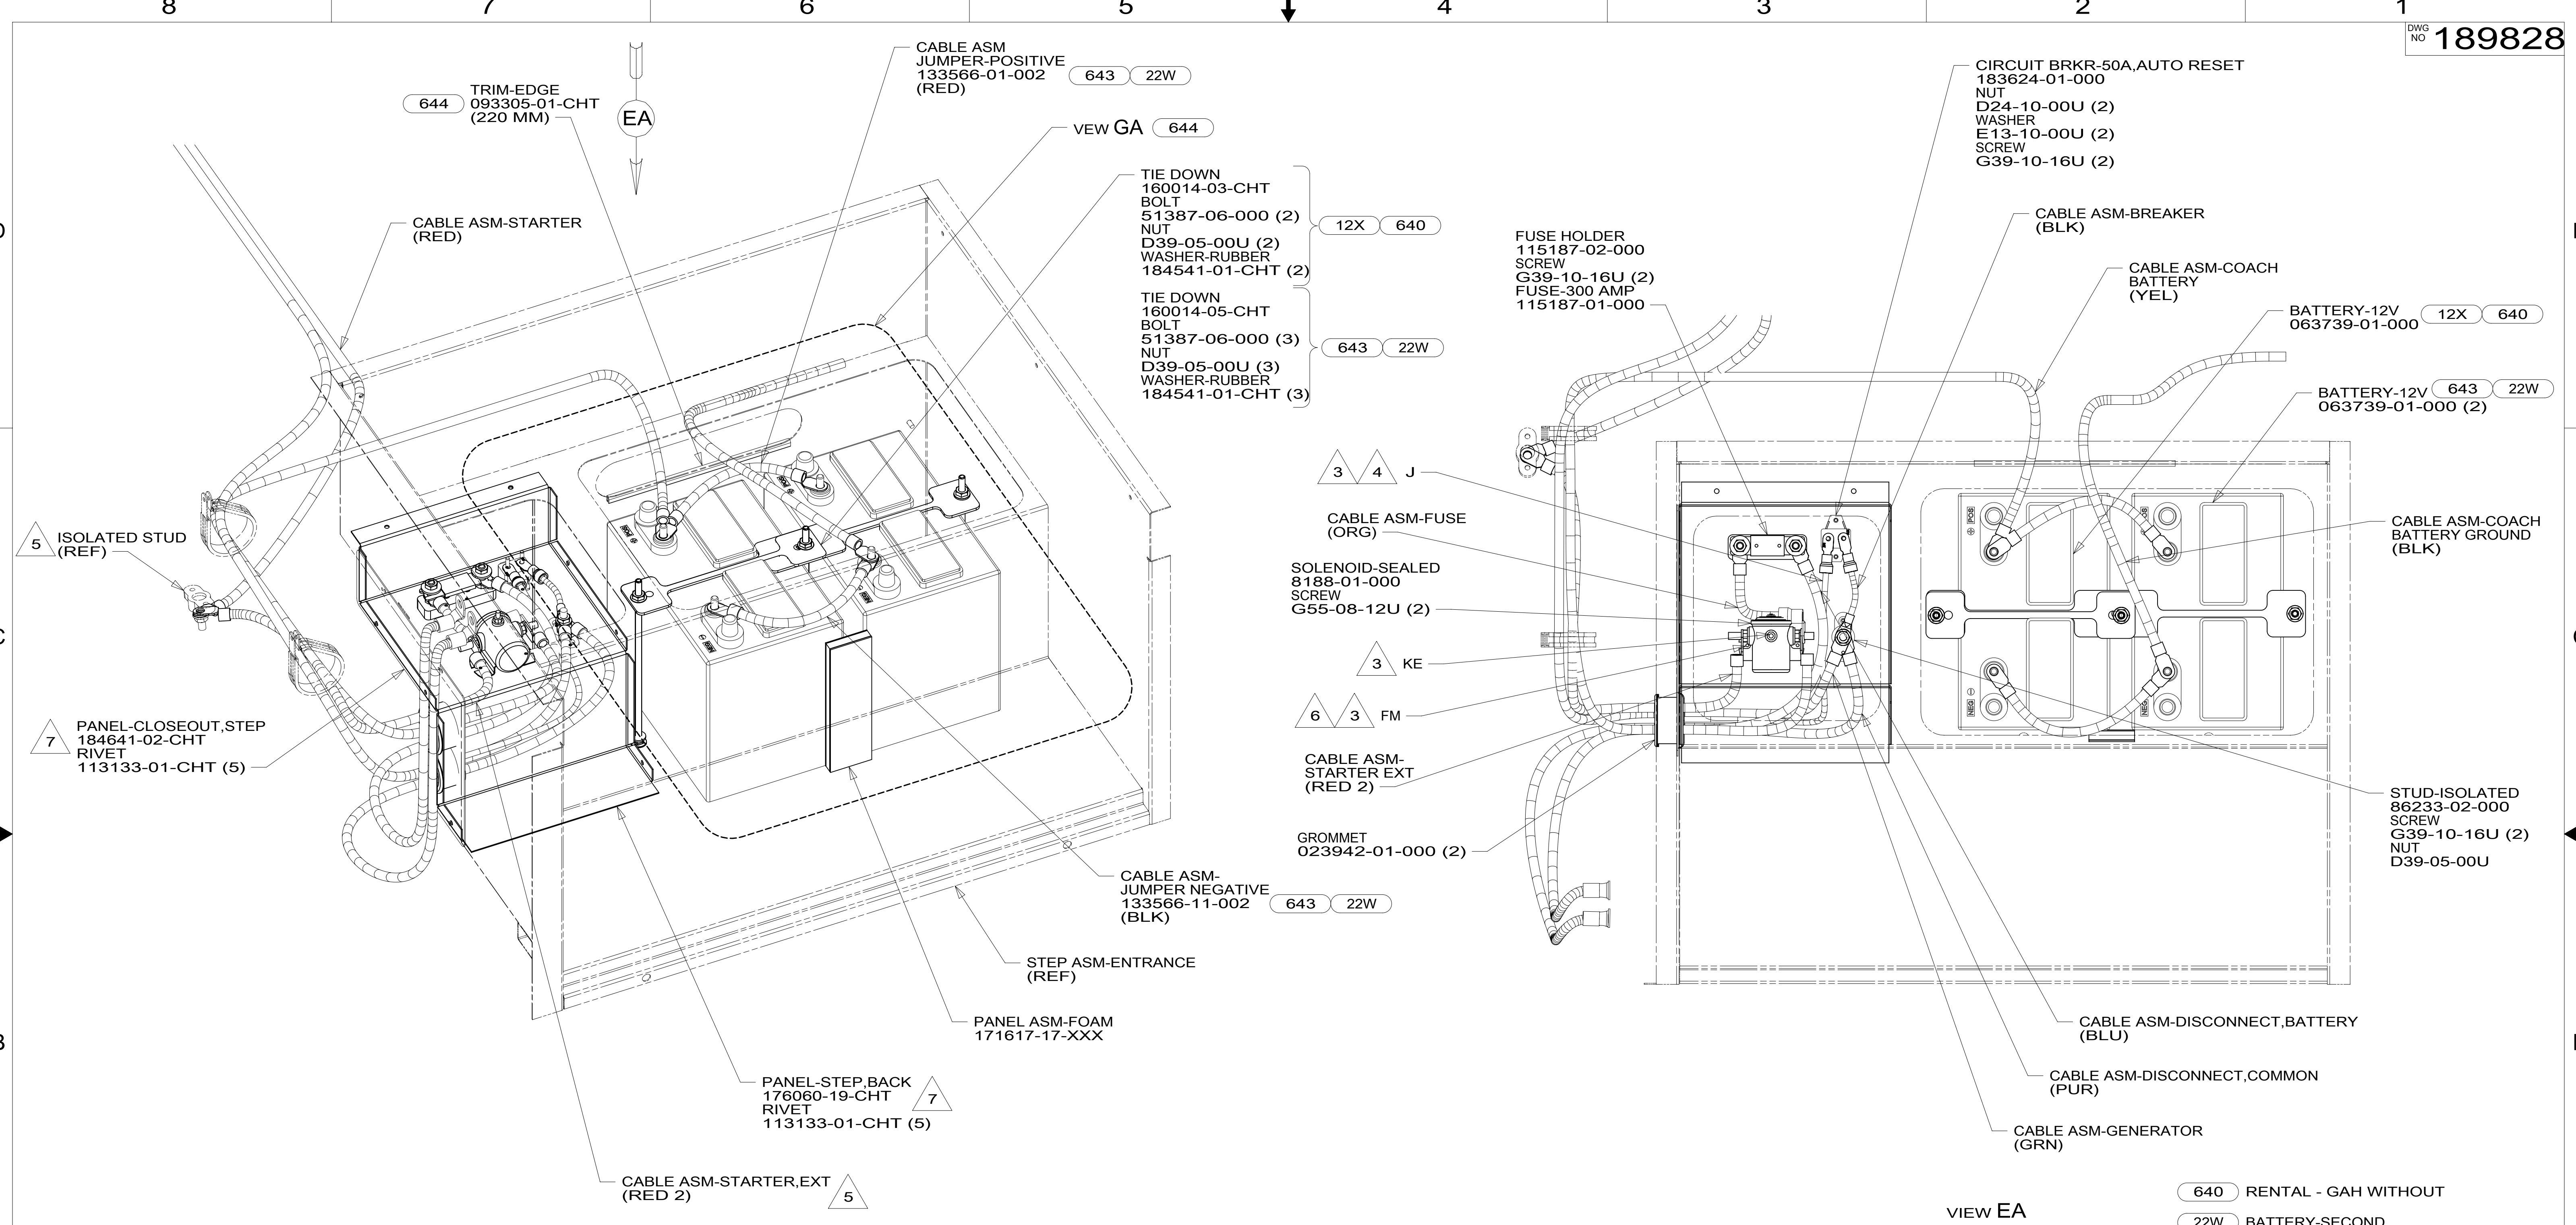 8 7 6 5 4 3 2 1
DWG NO 189828
CABLE ASM
JUMPER-POSITIVE
133566-01-002
(RED)
643 22W
TRIM-EDGE
644 093305-01-CHT
(220 MM)
EA
VEW GA 644
TIE DOWN
160014-03-CHT
BOLT
51387-06-000 (2)
NUT
D39-05-00U (2)
WASHER-RUBBER
184541-01-CHT (2)
12X 640
TIE DOWN
160014-05-CHT
BOLT
51387-06-000 (3)
NUT
D39-05-00U (3)
WASHER-RUBBER
184541-01-CHT (3)
643 22W
CABLE ASM-STARTER
(RED)
5 ISOLATED STUD
(REF)
7 PANEL-CLOSEOUT,STEP
184641-02-CHT
RIVET
113133-01-CHT (5)
CABLE ASM-
JUMPER NEGATIVE
133566-11-002
(BLK)
643 22W
STEP ASM-ENTRANCE
(REF)
PANEL ASM-FOAM
171617-17-XXX
PANEL-STEP,BACK
176060-19-CHT
RIVET
113133-01-CHT (5)
7
CABLE ASM-STARTER,EXT
(RED 2)
5
CIRCUIT BRKR-50A,AUTO RESET
183624-01-000
NUT
D24-10-00U (2)
WASHER
E13-10-00U (2)
SCREW
G39-10-16U (2)
CABLE ASM-BREAKER
(BLK)
FUSE HOLDER
115187-02-000
SCREW
G39-10-16U (2)
FUSE-300 AMP
115187-01-000
CABLE ASM-COACH
BATTERY
(YEL)
BATTERY-12V
063739-01-000
12X 640
BATTERY-12V
063739-01-000 (2)
643 22W
3 4 J
CABLE ASM-FUSE
(ORG)
SOLENOID-SEALED
8188-01-000
SCREW
G55-08-12U (2)
3 KE
6 3 FM
CABLE ASM-
STARTER EXT
(RED 2)
GROMMET
023942-01-000 (2)
POS
NEG
CABLE ASM-COACH
BATTERY GROUND
(BLK)
STUD-ISOLATED
86233-02-000
SCREW
G39-10-16U (2)
NUT
D39-05-00U
CABLE ASM-DISCONNECT,BATTERY
(BLU)
CABLE ASM-DISCONNECT,COMMON
(PUR)
CABLE ASM-GENERATOR
(GRN)
VIEW EA
640 RENTAL - GAH WITHOUT
22W BATTERY-SECOND